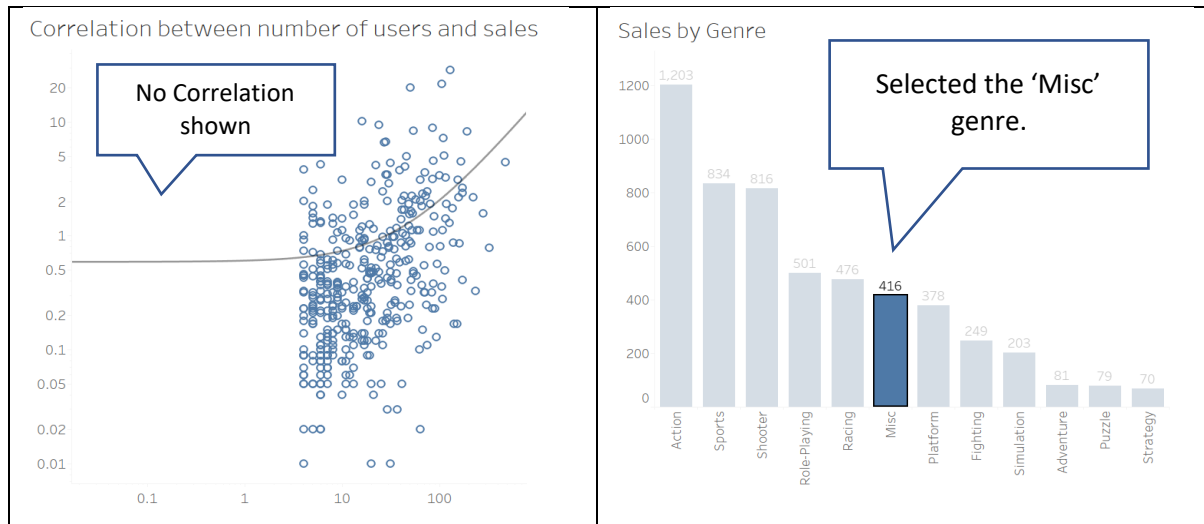 Correlation between number of users and sales
No Correlation
shown
20
10
5
2
1
0.5
0.2
0.1
0.05
0.02
0.01
0.1
1
10
100
Sales by Genre
Selected the ‘Misc’
genre.
1200
1000
800
600
400
200
0
1,203
834
816
501
476
416
378
249
203
81
79
70
Action
Sports
Shooter
Role-Playing
Racing
Misc
Platform
Fighting
Simulation
Adventure
Puzzle
Strategy